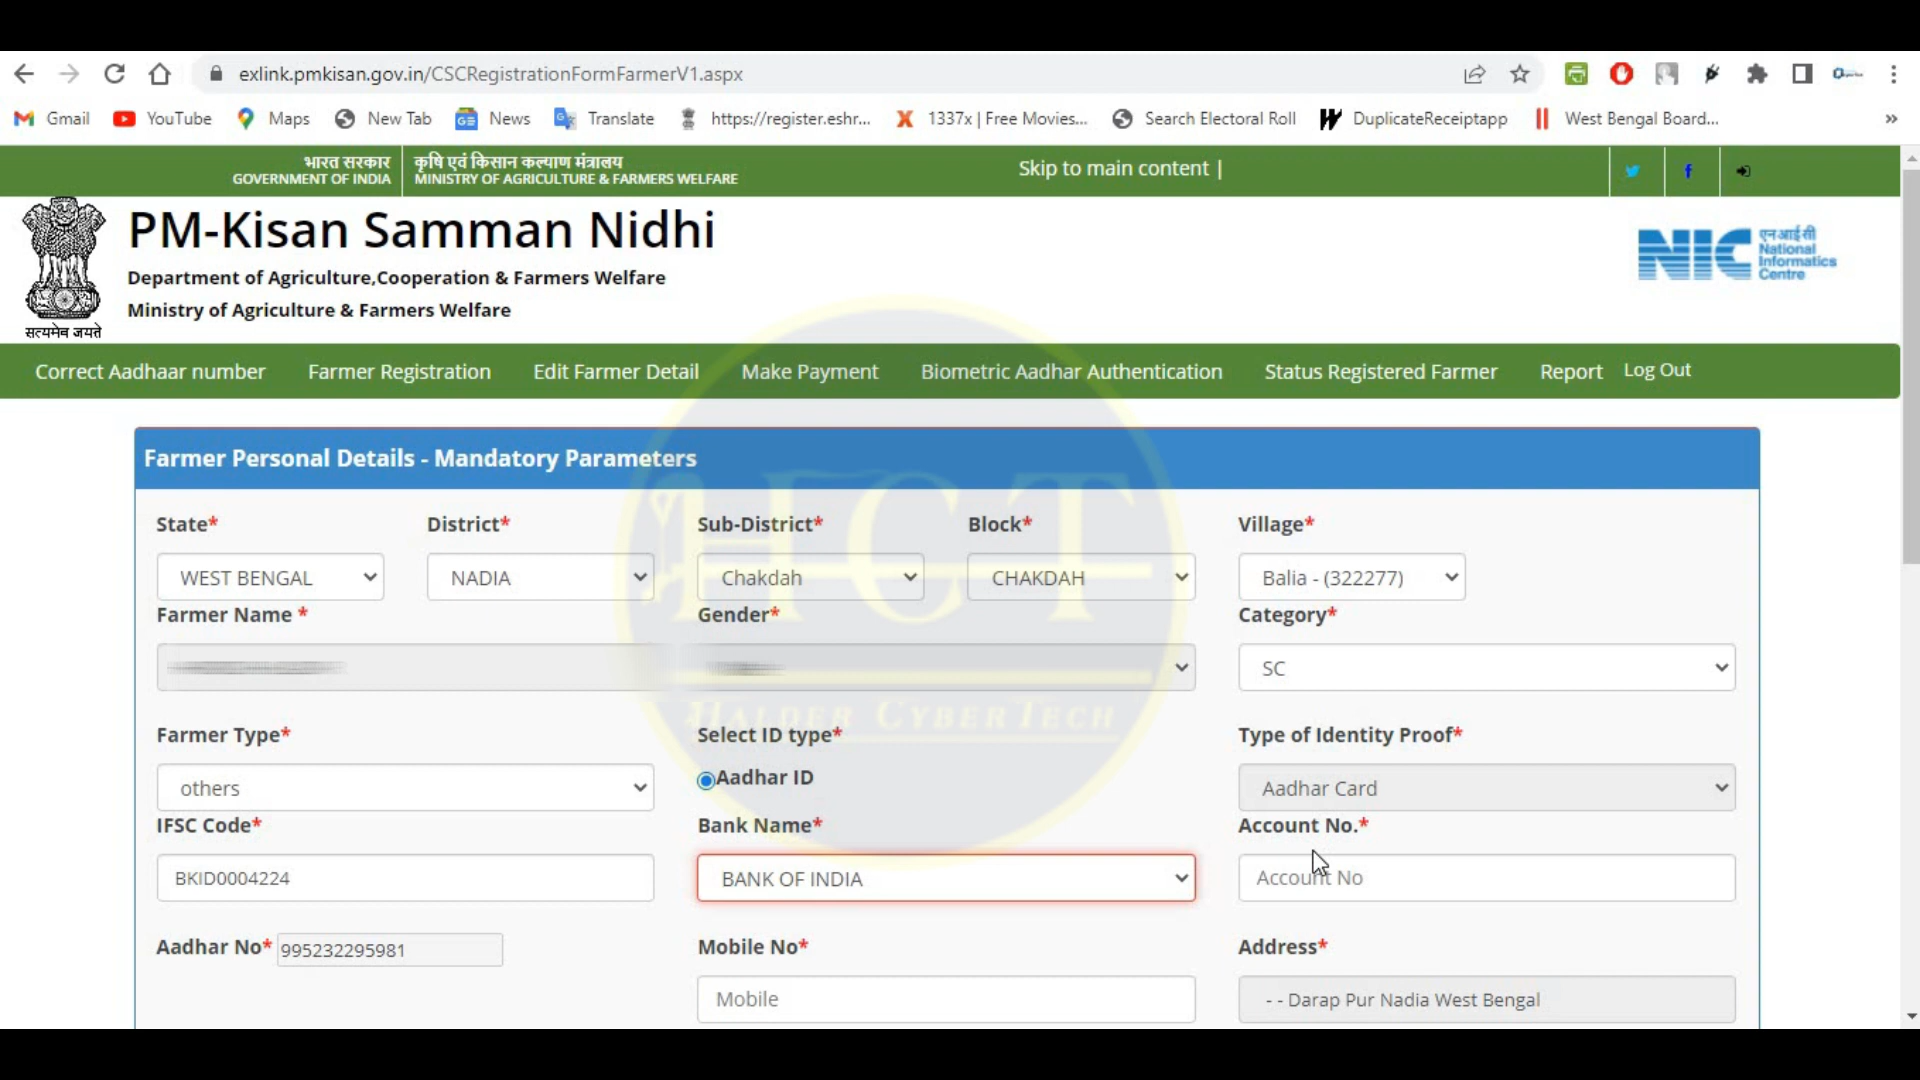 exlink.pmkisan.gov.in/CSCRegistrationFormFarmerV1.aspx
Gmail YouTube Maps New Tab News Translate https://register.eshr... 1337x | Free Movies... Search Electoral Roll DuplicateReceiptapp West Bengal Board... »
भारत सरकार
GOVERNMENT OF INDIA
कृषि एवं किसान कल्याण मंत्रालय
MINISTRY OF AGRICULTURE & FARMERS WELFARE
Skip to main content |
PM-Kisan Samman Nidhi
Department of Agriculture,Cooperation & Farmers Welfare
Ministry of Agriculture & Farmers Welfare
सत्यमेव जयते
NIC
एन आई सी
National
Informatics
Centre
Correct Aadhaar number Farmer Registration Edit Farmer Detail Make Payment Biometric Aadhar Authentication Status Registered Farmer Report Log Out
Farmer Personal Details - Mandatory Parameters
State* District* Sub-District* Block* Village*
WEST BENGAL NADIA Chakdah CHAKDAH Balia - (322277)
Farmer Name * Gender* Category*
SC
HCT
HALDER CYBERTECH
Farmer Type* Select ID type* Type of Identity Proof*
others Aadhar ID Aadhar Card
IFSC Code* Bank Name* Account No.*
BKID0004224 BANK OF INDIA Account No
Aadhar No* 995232295981 Mobile No* Address*
Mobile - - Darap Pur Nadia West Bengal